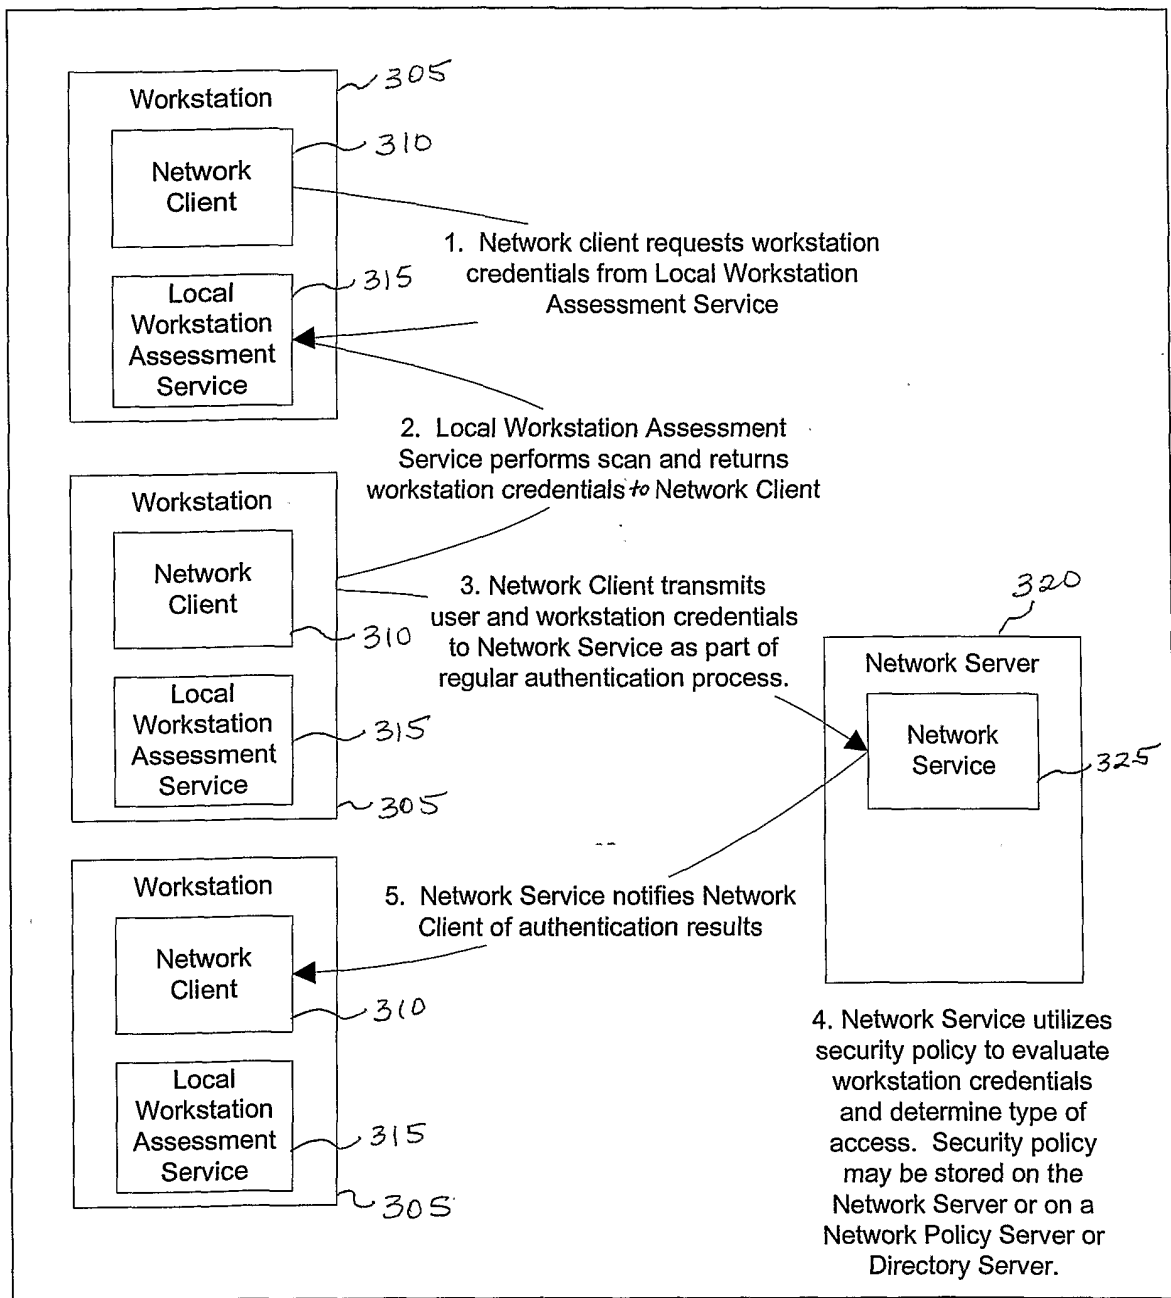 305
Workstation
310
Network
Client
1. Network client requests workstation
credentials from Local Workstation
Assessment Service
315
Local
Workstation
Assessment
Service
2. Local Workstation Assessment
Service performs scan and returns
workstation credentials to Network Client
Workstation
Network
Client
310
3. Network Client transmits
user and workstation credentials
to Network Service as part of
regular authentication process.
320
Network Server
Network
Service
325
Local
Workstation
Assessment
Service
315
305
Workstation
5. Network Service notifies Network
Client of authentication results
Network
Client
310
Local
Workstation
Assessment
Service
315
305
4. Network Service utilizes
security policy to evaluate
workstation credentials
and determine type of
access. Security policy
may be stored on the
Network Server or on a
Network Policy Server or
Directory Server.